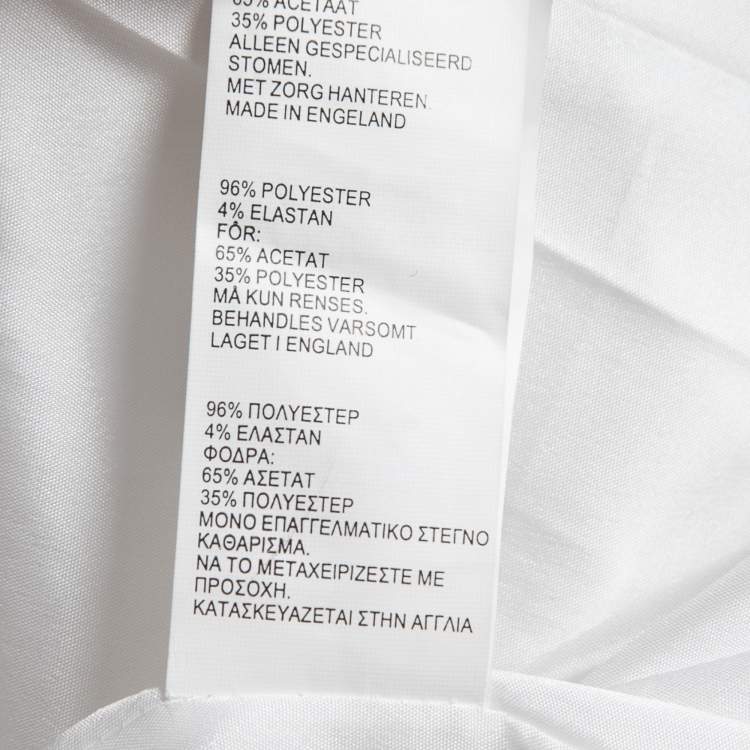 65% ACETAAT
35% POLYESTER
ALLEEN GESPECIALISEERD
STOMEN.
MET ZORG HANTEREN.
MADE IN ENGELAND
96% POLYESTER
4% ELASTAN
FÔR:
65% ACETAT
35% POLYESTER
MÅ KUN RENSES.
BEHANDLES VARSOMT
LAGET I ENGLAND
96% ΠΟΛΥΕΣΤΕΡ
4% ΕΛΑΣΤΑΝ
ΦΟΔΡΑ:
65% ΑΣΕΤΑΤ
35% ΠΟΛΥΕΣΤΕΡ
ΜΟΝΟ ΕΠΑΓΓΕΛΜΑΤΙΚΟ ΣΤΕΓΝΟ
ΚΑΘΑΡΙΣΜΑ.
ΝΑ ΤΟ ΜΕΤΑΧΕΙΡΙΖΕΣΤΕ ΜΕ
ΠΡΟΣΟΧΗ.
ΚΑΤΑΣΚΕΥΑΖΕΤΑΙ ΣΤΗΝ ΑΓΓΛΙΑ